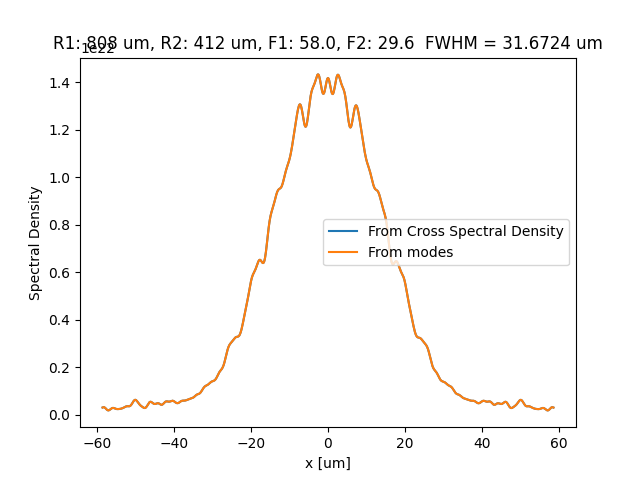 R1: 808 um, R2: 412 um, F1: 58.0, F2: 29.6  FWHM = 31.6724 um
1e22
1.4
1.2
1.0
0.8
0.6
0.4
0.2
0.0
Spectral Density
From Cross Spectral Density
From modes
−60 −40 −20 0 20 40 60
x [um]